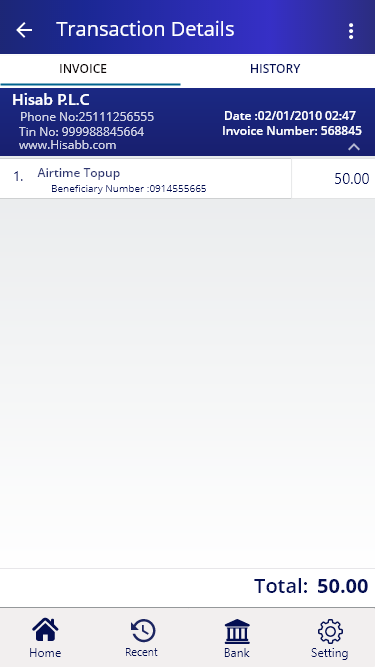 Transaction Details
INVOICE
HISTORY
Hisab P.L.C
Phone No:25111256555
Tin No: 999988845664
www.Hisabb.com
Date :02/01/2010 02:47
Invoice Number: 568845
1. Airtime Topup 50.00
Beneficiary Number :0914555665
Total: 50.00
Home
Recent
Bank
Setting